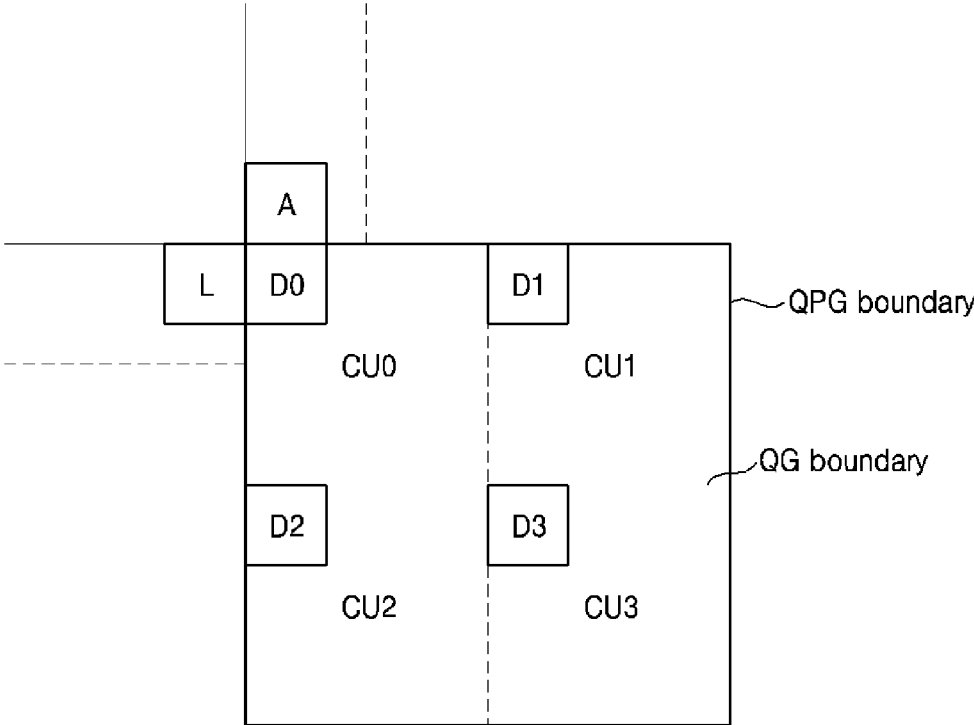 A
L
D0
D1
QPG boundary
CU0
CU1
QG boundary
D2
D3
CU2
CU3